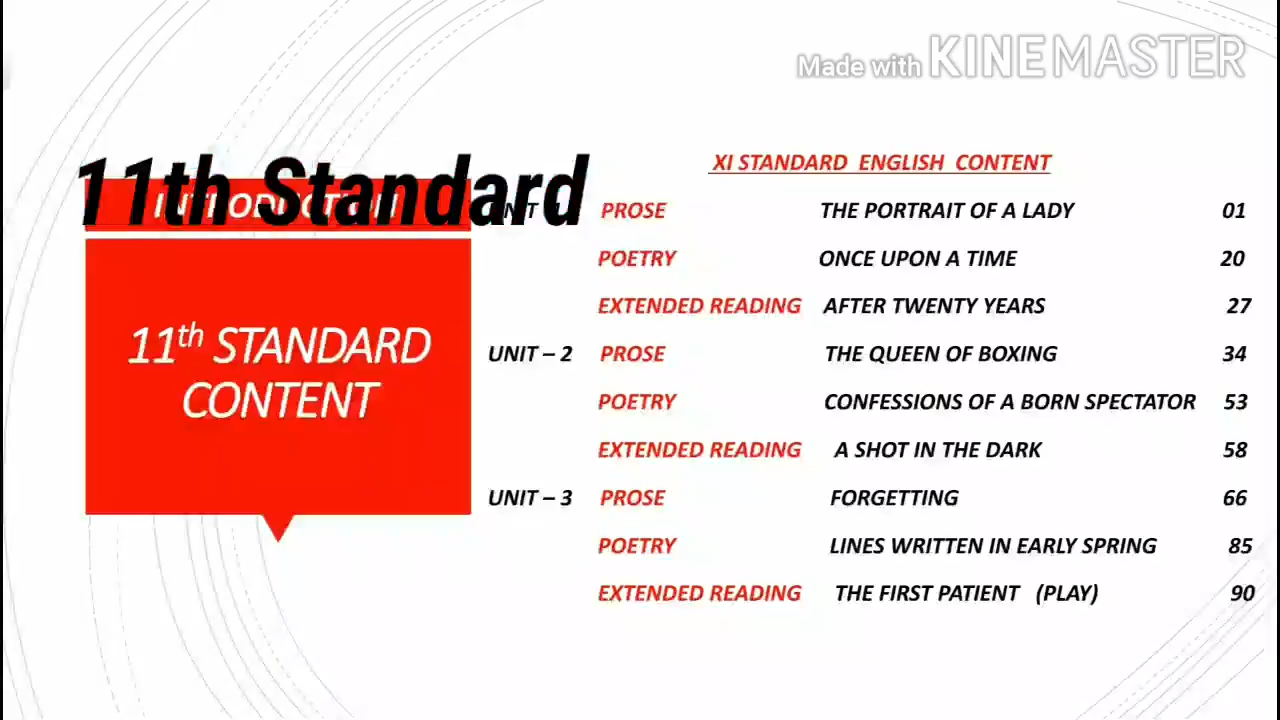 Made with KINEMASTER
11th Standard
INTRODUCTION
11th STANDARD
CONTENT
XI STANDARD ENGLISH CONTENT
PROSE THE PORTRAIT OF A LADY 01
POETRY ONCE UPON A TIME 20
EXTENDED READING AFTER TWENTY YEARS 27
UNIT – 2 PROSE THE QUEEN OF BOXING 34
POETRY CONFESSIONS OF A BORN SPECTATOR 53
EXTENDED READING A SHOT IN THE DARK 58
UNIT – 3 PROSE FORGETTING 66
POETRY LINES WRITTEN IN EARLY SPRING 85
EXTENDED READING THE FIRST PATIENT (PLAY) 90